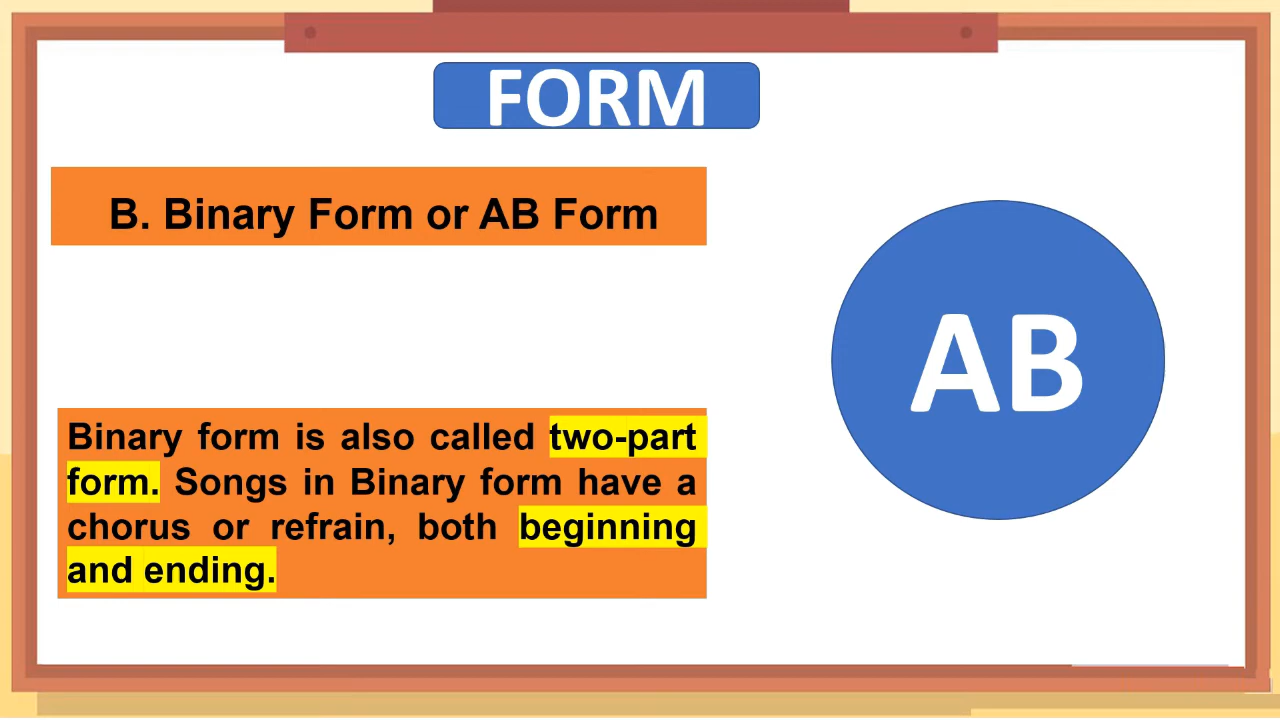 FORM
B. Binary Form or AB Form
AB
Binary form is also called two-part
form. Songs in Binary form have a
chorus or refrain, both beginning
and ending.